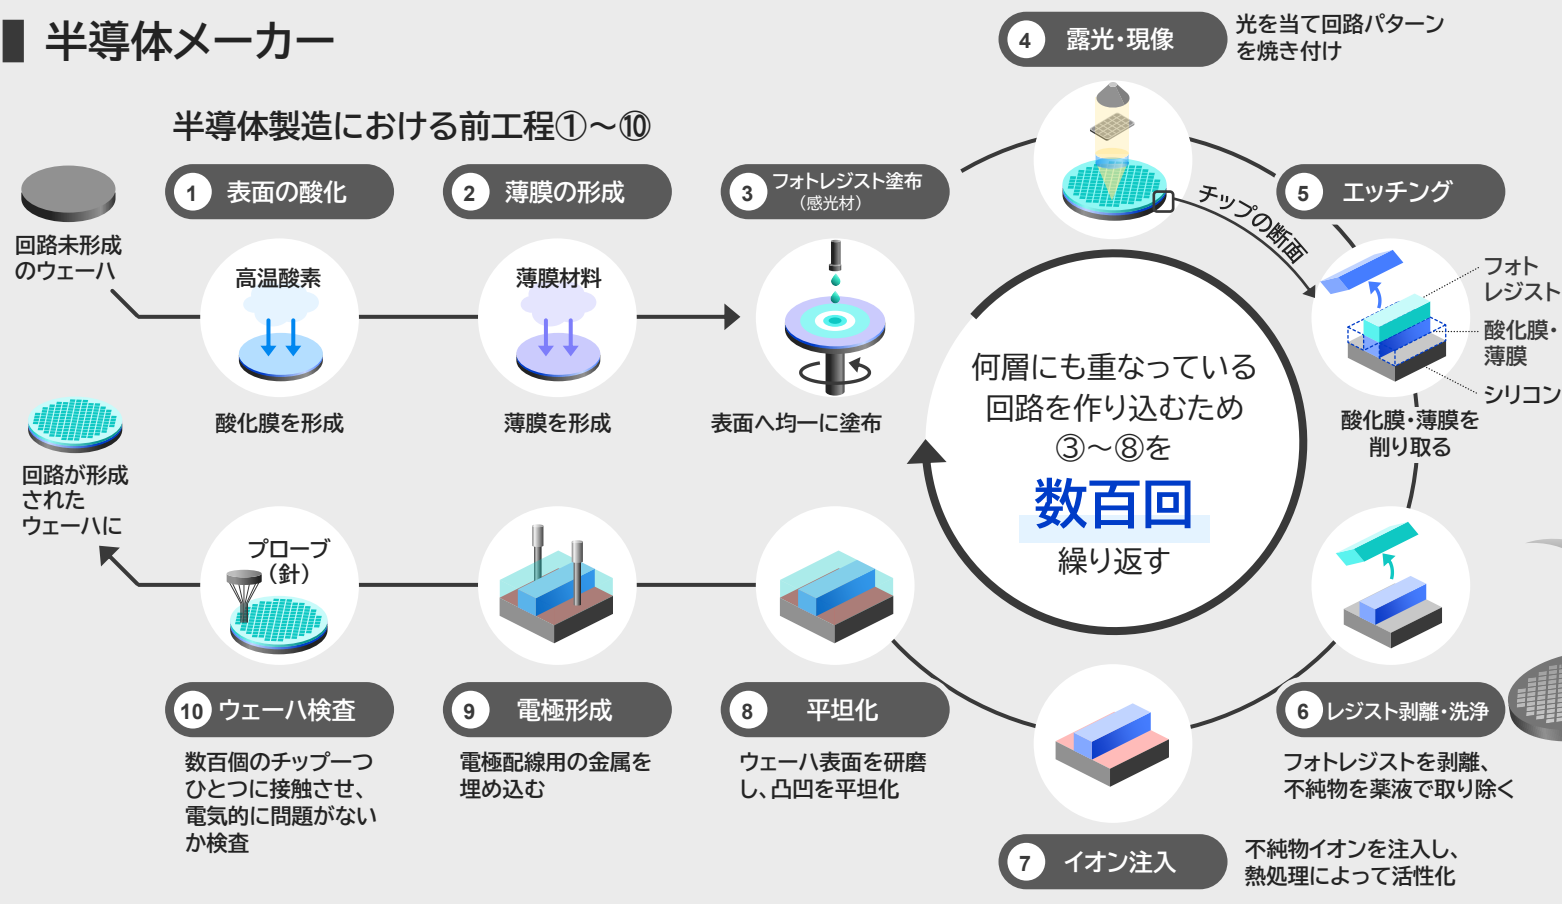 半導体メーカー
半導体製造における前工程①〜⑩
回路未形成
のウェーハ
1 表面の酸化
高温酸素
酸化膜を形成
2 薄膜の形成
薄膜材料
薄膜を形成
3 フォトレジスト塗布
（感光材）
表面へ均一に塗布
4 露光・現像
光を当て回路パターン
を焼き付け
チップの断面
5 エッチング
フォト
レジスト
酸化膜・
薄膜
シリコン
酸化膜・薄膜を
削り取る
何層にも重なっている
回路を作り込むため
③〜⑧を
数百回
繰り返す
6 レジスト剥離・洗浄
フォトレジストを剥離、
不純物を薬液で取り除く
7 イオン注入
不純物イオンを注入し、
熱処理によって活性化
8 平坦化
ウェーハ表面を研磨
し、凸凹を平坦化
9 電極形成
電極配線用の金属を
埋め込む
10 ウェーハ検査
プローブ
（針）
数百個のチップ一つ
ひとつに接触させ、
電気的に問題がない
か検査
回路が形成
された
ウェーハに